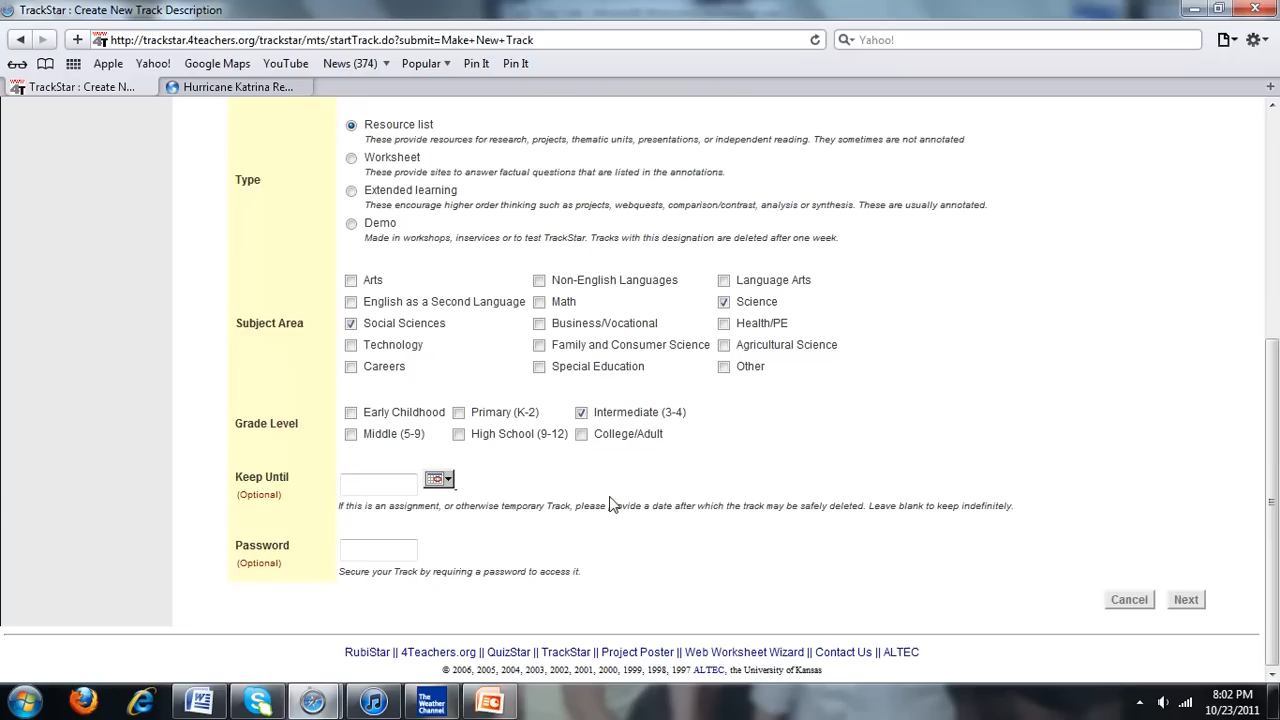 TrackStar : Create New Track Description
http://trackstar.4teachers.org/trackstar/mts/startTrack.do?submit=Make+New+Track
Yahoo!
Apple Yahoo! Google Maps YouTube News (374) Popular Pin It Pin It
TrackStar : Create N...
Hurricane Katrina Re...
Type
Resource list
These provide resources for research, projects, thematic units, presentations, or independent reading. They sometimes are not annotated
Worksheet
These provide sites to answer factual questions that are listed in the annotations.
Extended learning
These encourage higher order thinking such as projects, webquests, comparison/contrast, analysis or synthesis. These are usually annotated.
Demo
Made in workshops, inservices or to test TrackStar. Tracks with this designation are deleted after one week.
Subject Area
Arts Non-English Languages Language Arts
English as a Second Language Math Science
Social Sciences Business/Vocational Health/PE
Technology Family and Consumer Science Agricultural Science
Careers Special Education Other
Grade Level
Early Childhood Primary (K-2) Intermediate (3-4)
Middle (5-9) High School (9-12) College/Adult
Keep Until
(Optional)
If this is an assignment, or otherwise temporary Track, please provide a date after which the track may be safely deleted. Leave blank to keep indefinitely.
Password
(Optional)
Secure your Track by requiring a password to access it.
Cancel Next
RubiStar || 4Teachers.org || QuizStar || TrackStar || Project Poster || Web Worksheet Wizard || Contact Us || ALTEC
© 2006, 2005, 2004, 2003, 2002, 2001, 2000, 1999, 1998, 1997 ALTEC, the University of Kansas
The
Weather
Channel
8:02 PM
10/23/2011